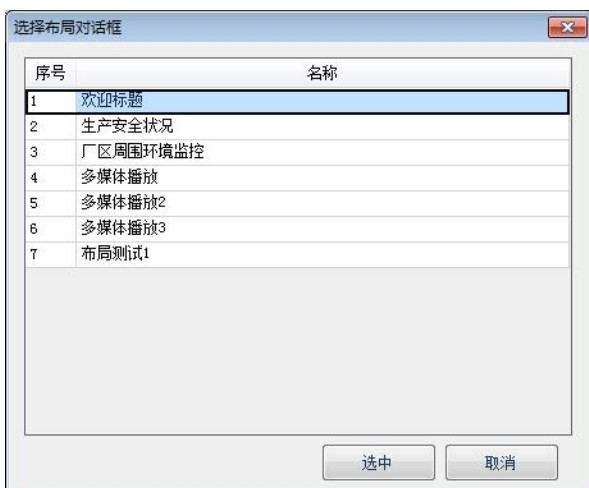 选择布局对话框
序号 名称
1 欢迎标题
2 生产安全状况
3 厂区周围环境监控
4 多媒体播放
5 多媒体播放2
6 多媒体播放3
7 布局测试1
选中 取消